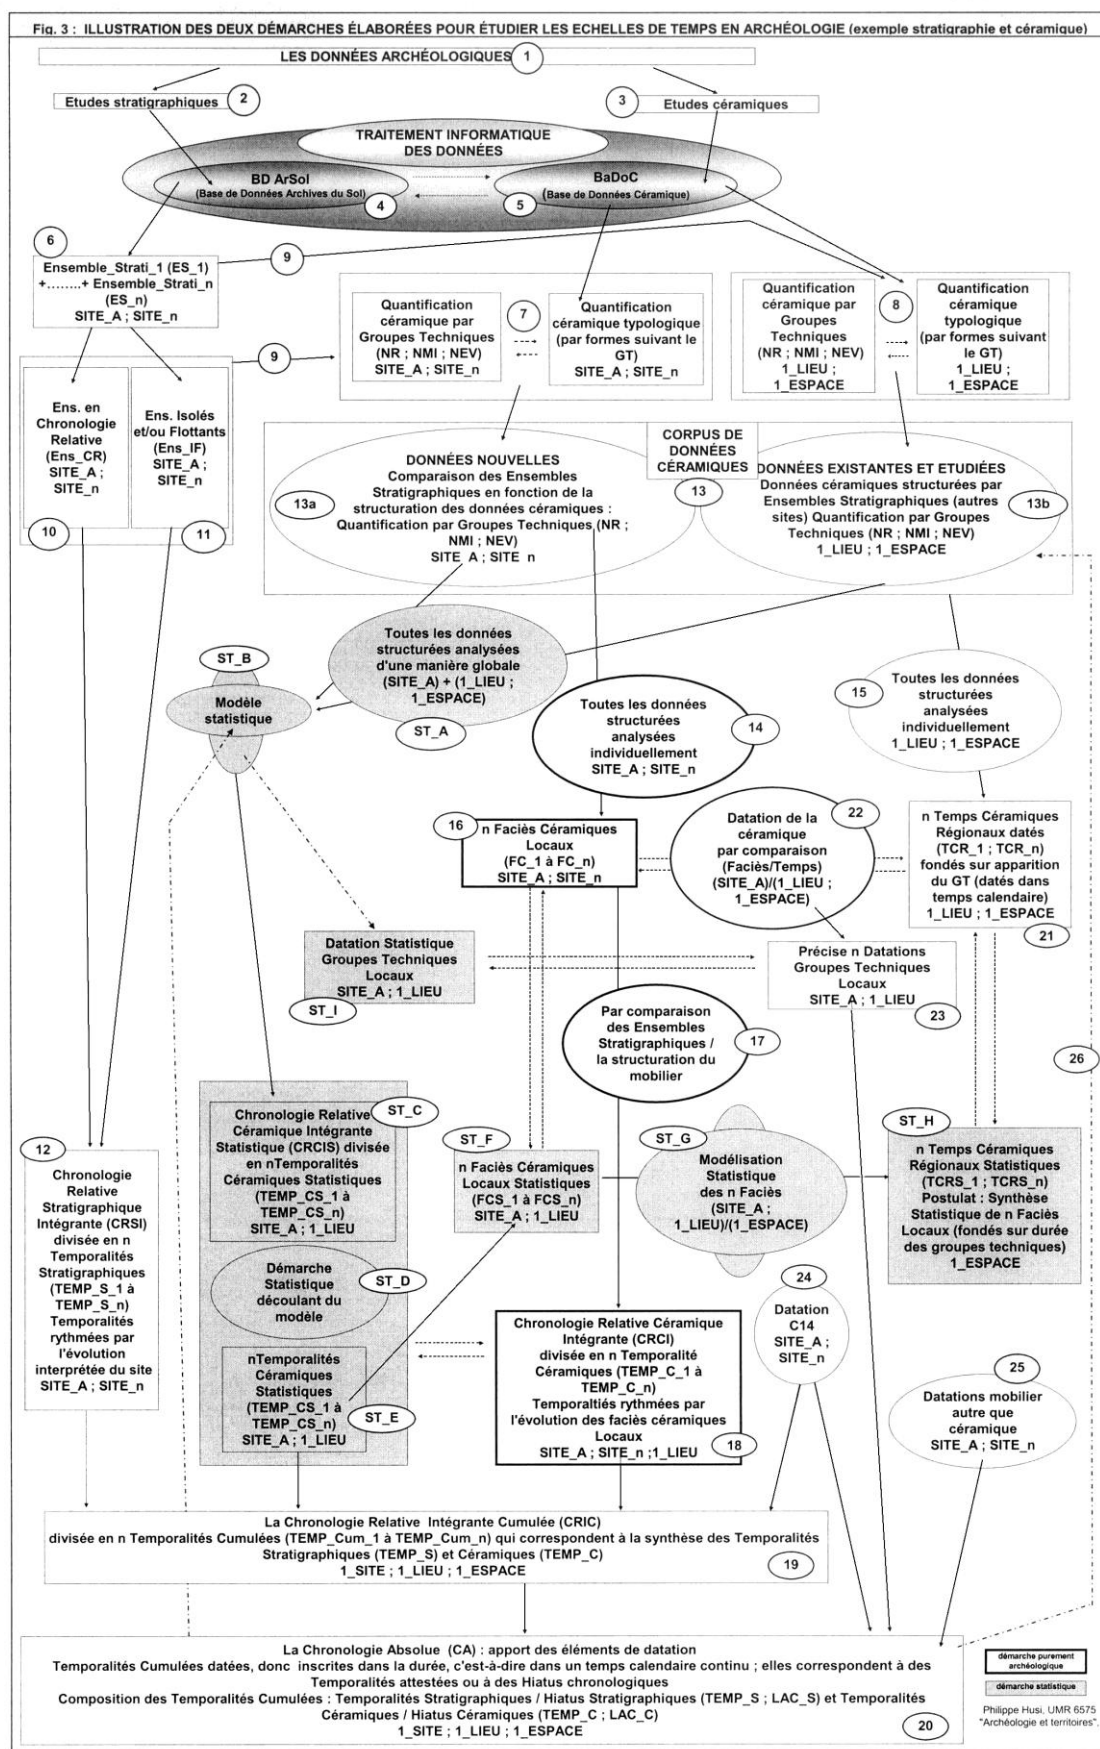 Fig. 3 : ILLUSTRATION DES DEUX DÉMARCHES ÉLABORÉES POUR ÉTUDIER LES ECHELLES DE TEMPS EN ARCHÉOLOGIE (exemple stratigraphie et céramique)
LES DONNÉES ARCHÉOLOGIQUES
1
Etudes stratigraphiques
2
3
Etudes céramiques
TRAITEMENT INFORMATIQUE
DES DONNÉES
BD ArSol
(Base de Données Archives du Sol)
4
BaDoC
(Base de Données Céramique)
5
6
Ensemble_Strati_1 (ES_1)
+........+ Ensemble_Strati_n
(ES_n)
SITE_A ; SITE_n
9
Quantification
céramique par
Groupes
Techniques
(NR ; NMI ; NEV)
SITE_A ; SITE_n
7
Quantification
céramique typologique
(par formes suivant le
GT)
SITE_A ; SITE_n
Quantification
céramique par
Groupes
Techniques
(NR ; NMI ; NEV)
1_LIEU ;
1_ESPACE
8
Quantification
céramique
typologique
(par formes suivant
le GT)
1_LIEU ;
1_ESPACE
9
Ens. en
Chronologie
Relative
(Ens_CR)
SITE_A ;
SITE_n
10
Ens. Isolés
et/ou Flottants
(Ens_IF)
SITE_A ;
SITE_n
11
CORPUS DE
DONNÉES
CÉRAMIQUES
13
DONNÉES NOUVELLES
Comparaison des Ensembles
Stratigraphiques en fonction de la
structuration des données céramiques :
Quantification par Groupes Techniques (NR ;
NMI ; NEV)
SITE_A ; SITE_n
13a
DONNÉES EXISTANTES ET ETUDIÉES
Données céramiques structurées par
Ensembles Stratigraphiques (autres
sites) Quantification par Groupes
Techniques (NR ; NMI ; NEV)
1_LIEU ; 1_ESPACE
13b
Toutes les données
structurées analysées
d'une manière globale
(SITE_A) + (1_LIEU ;
1_ESPACE)
ST_A
ST_B
Modèle
statistique
Toutes les données
structurées
analysées
individuellement
SITE_A ; SITE_n
14
15
Toutes les données
structurées
analysées
individuellement
1_LIEU ; 1_ESPACE
16
n Faciès Céramiques
Locaux
(FC_1 à FC_n)
SITE_A ; SITE_n
22
Datation de la
céramique
par comparaison
(Faciès/Temps)
(SITE_A)/(1_LIEU ;
1_ESPACE)
n Temps Céramiques
Régionaux datés
(TCR_1 ; TCR_n)
fondés sur apparition
du GT (datés dans
temps calendaire)
1_LIEU ; 1_ESPACE
21
Datation Statistique
Groupes Techniques
Locaux
SITE_A ; 1_LIEU
ST_I
Précise n Datations
Groupes Techniques
Locaux
SITE_A ; 1_LIEU
23
Par comparaison
des Ensembles
Stratigraphiques /
la structuration du
mobilier
17
26
12
Chronologie
Relative
Stratigraphique
Intégrante (CRSI)
divisée en n
Temporalités
Stratigraphiques
(TEMP_S_1 à
TEMP_S_n)
Temporalités
rythmées par
l'évolution
interprétée du site
SITE_A ; SITE_n
ST_C
Chronologie Relative
Céramique Intégrante
Statistique (CRCIS) divisée
en nTemporalités
Céramiques Statistiques
(TEMP_CS_1 à
TEMP_CS_n)
SITE_A ; 1_LIEU
Démarche
Statistique
découlant du
modèle
ST_D
nTemporalités
Céramiques
Statistiques
(TEMP_CS_1 à
TEMP_CS_n)
SITE_A ; 1_LIEU
ST_E
ST_F
n Faciès Céramiques
Locaux Statistiques
(FCS_1 à FCS_n)
SITE_A ; 1_LIEU
ST_G
Modélisation
Statistique
des n Faciès
(SITE_A ;
1_LIEU)/(1_ESPACE)
ST_H
n Temps Céramiques
Régionaux Statistiques
(TCRS_1 ; TCRS_n)
Postulat : Synthèse
Statistique de n Faciès
Locaux (fondés sur durée
des groupes techniques)
1_ESPACE
Chronologie Relative Céramique
Intégrante (CRCI)
divisée en n Temporalité
Céramiques (TEMP_C_1 à
TEMP_C_n)
Temporaltiés rythmées par
l'évolution des faciès céramiques
Locaux
SITE_A ; SITE_n ;1_LIEU
18
24
Datation
C14
SITE_A ;
SITE_n
25
Datations mobilier
autre que
céramique
SITE_A ; SITE_n
La Chronologie Relative Intégrante Cumulée (CRIC)
divisée en n Temporalités Cumulées (TEMP_Cum_1 à TEMP_Cum_n) qui correspondent à la synthèse des Temporalités
Stratigraphiques (TEMP_S) et Céramiques (TEMP_C)
1_SITE ; 1_LIEU ; 1_ESPACE
19
La Chronologie Absolue (CA) : apport des éléments de datation
Temporalités Cumulées datées, donc inscrites dans la durée, c'est-à-dire dans un temps calendaire continu ; elles correspondent à des
Temporalités attestées ou à des Hiatus chronologiques
Composition des Temporalités Cumulées : Temporalités Stratigraphiques / Hiatus Stratigraphiques (TEMP_S ; LAC_S) et Temporalités
Céramiques / Hiatus Céramiques (TEMP_C ; LAC_C)
1_SITE ; 1_LIEU ; 1_ESPACE
20
démarche purement
archéologique
démarche statistique
Philippe Husi, UMR 6575
"Archéologie et territoires".